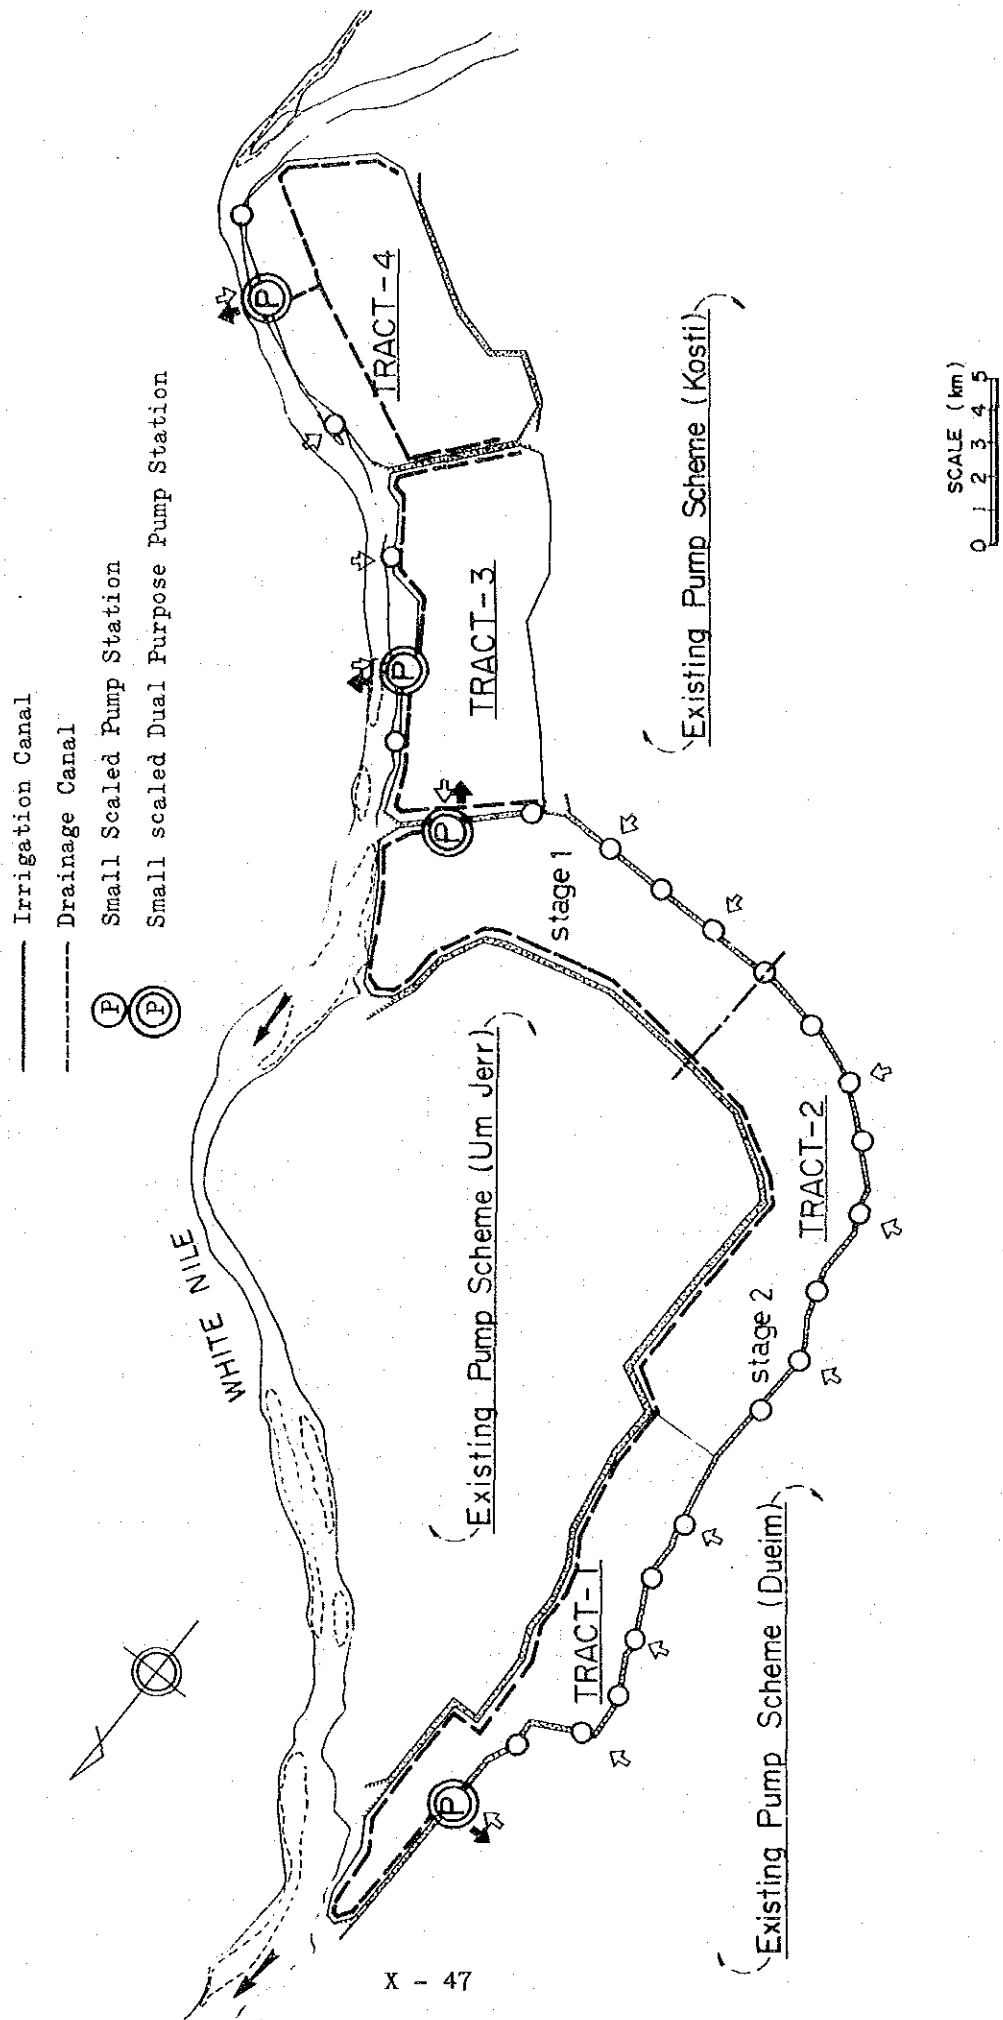 Irrigation Canal
Drainage Canal
P Small Scaled Pump Station
P Small scaled Dual Purpose Pump Station
WHITE NILE
P
P
P
P
TRACT-1
TRACT-2
TRACT-3
TRACT-4
stage 2
stage 1
Existing Pump Scheme (Um Jerr)
Existing Pump Scheme (Dueim)
Existing Pump Scheme (Kosti)
SCALE (km)
0 1 2 3 4 5
X - 47